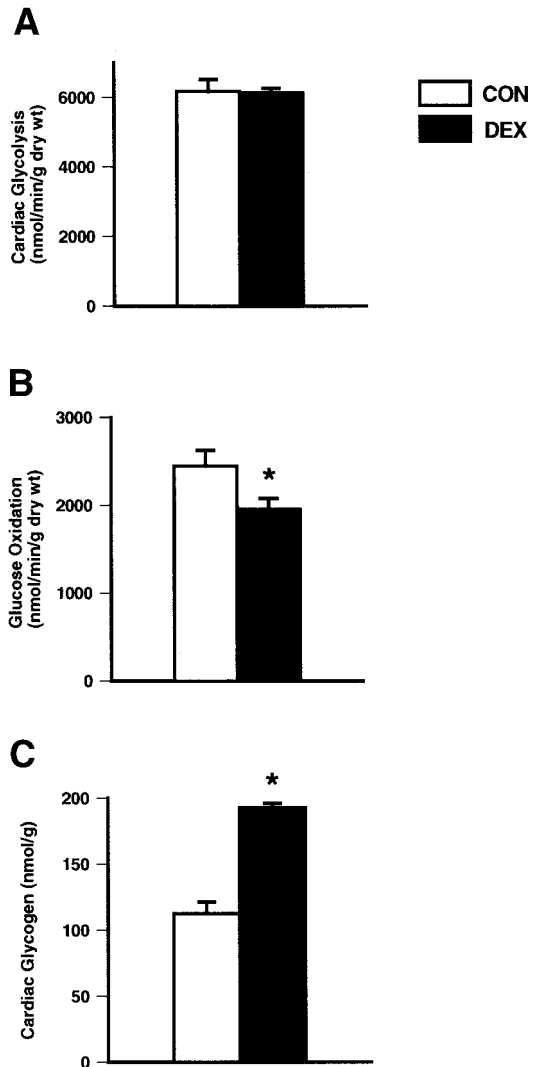 A
Cardiac Glycolysis
(nmol/min/g dry wt)
6000
4000
2000
0
CON
DEX
B
Glucose Oxidation
(nmol/min/g dry wt)
3000
2000
1000
0
*
C
Cardiac Glycogen (nmol/g)
200
150
100
50
0
*